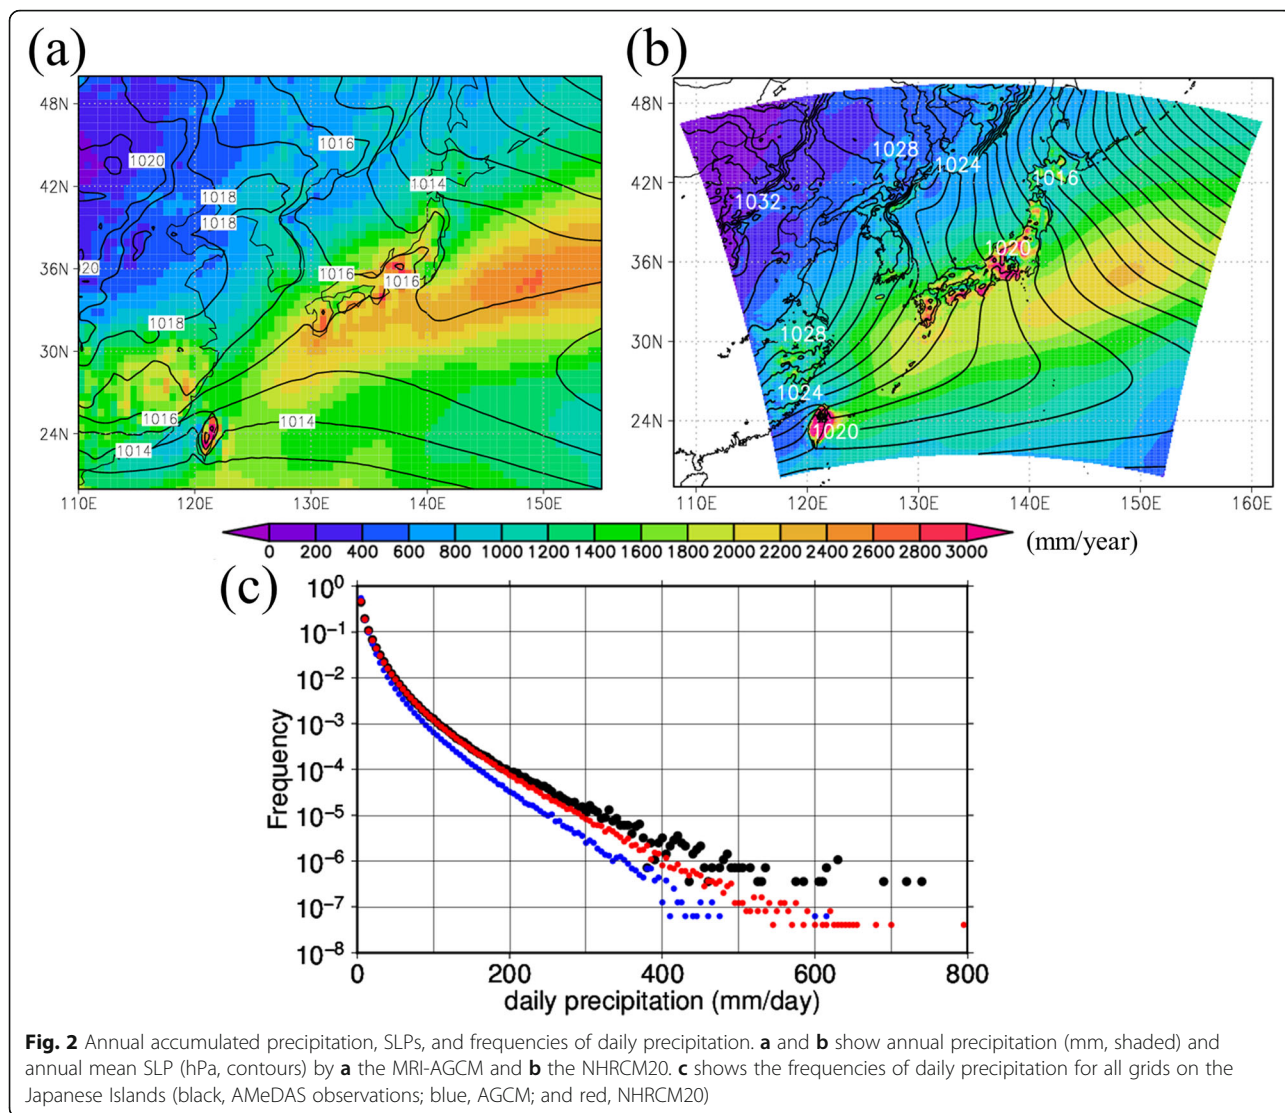 (a)
(b)
48N
42N
36N
30N
24N
110E
120E
130E
140E
150E
1020
1016
1018
1018
1014
20
1016
1016
1018
1016
1014
1014
48N
42N
36N
30N
24N
110E
120E
130E
140E
150E
160E
1028
1024
1016
1032
1020
1028
1024
1020
0 200 400 600 800 1000 1200 1400 1600 1800 2000 2200 2400 2600 2800 3000 (mm/year)
(c)
10⁰
10⁻¹
10⁻²
10⁻³
10⁻⁴
10⁻⁵
10⁻⁶
10⁻⁷
10⁻⁸
Frequency
0 200 400 600 800
daily precipitation (mm/day)
Fig. 2 Annual accumulated precipitation, SLPs, and frequencies of daily precipitation. a and b show annual precipitation (mm, shaded) and
annual mean SLP (hPa, contours) by a the MRI-AGCM and b the NHRCM20. c shows the frequencies of daily precipitation for all grids on the
Japanese Islands (black, AMeDAS observations; blue, AGCM; and red, NHRCM20)